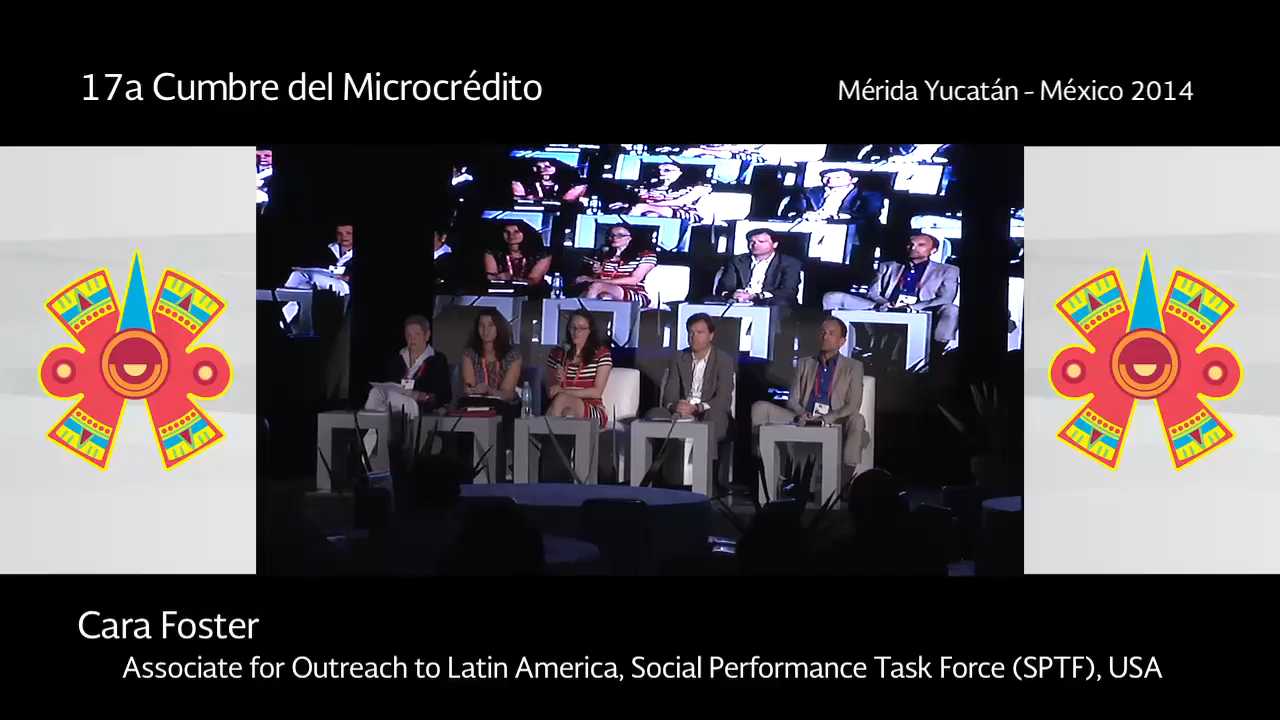 17a Cumbre del Microcrédito
Mérida Yucatán - México 2014
Cara Foster
Associate for Outreach to Latin America, Social Performance Task Force (SPTF), USA